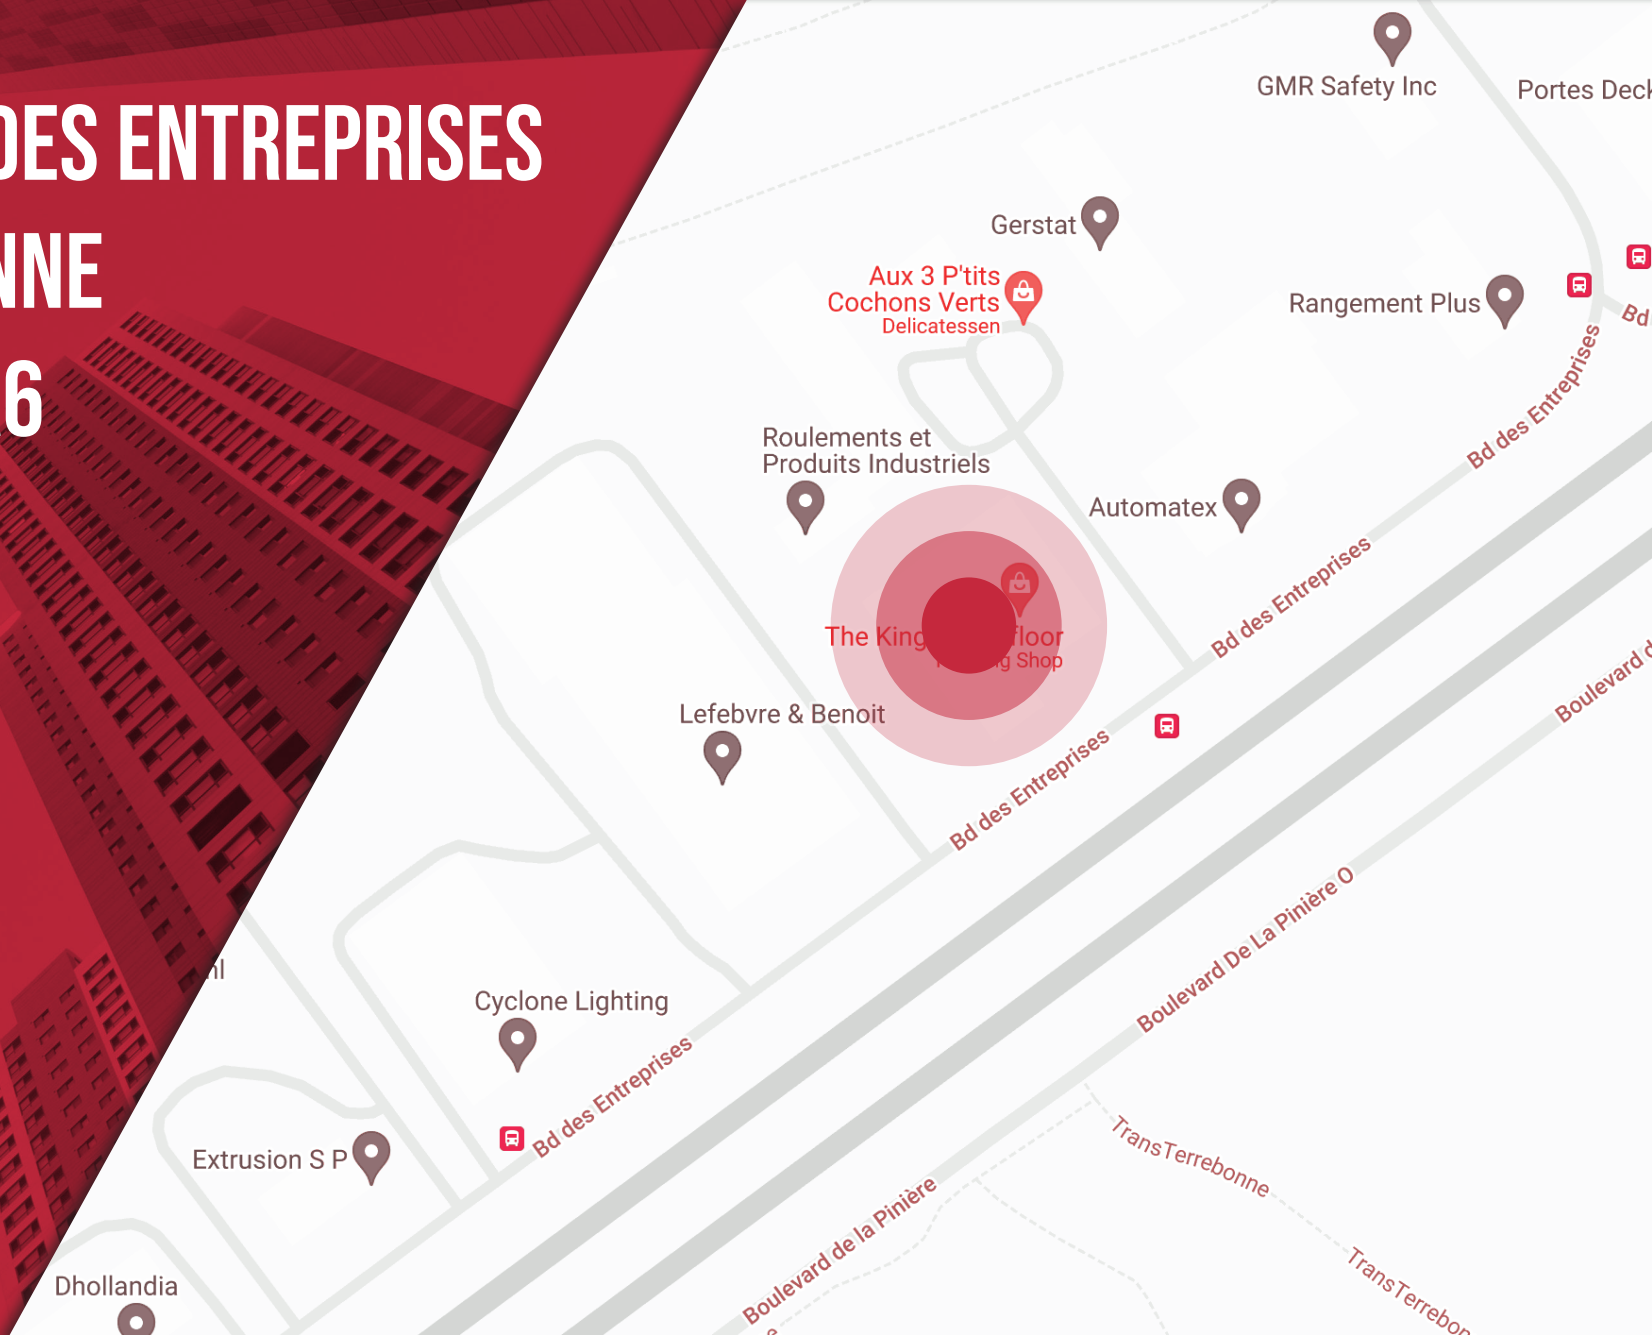 DES ENTREPRISES
NNE
6
GMR Safety Inc
Portes Deck
Gerstat
Aux 3 P'tits
Cochons Verts
Delicatessen
Rangement Plus
Bd
Bd des Entreprises
Roulements et
Produits Industriels
Automatex
Bd des Entreprises
The King floor
g Shop
Boulevard d
Lefebvre & Benoit
Bd des Entreprises
Boulevard De La Pinière O
hl
Cyclone Lighting
Bd des Entreprises
Extrusion S P
TransTerrebonne
Boulevard de la Pinière
TransTerrebon
Dhollandia
e